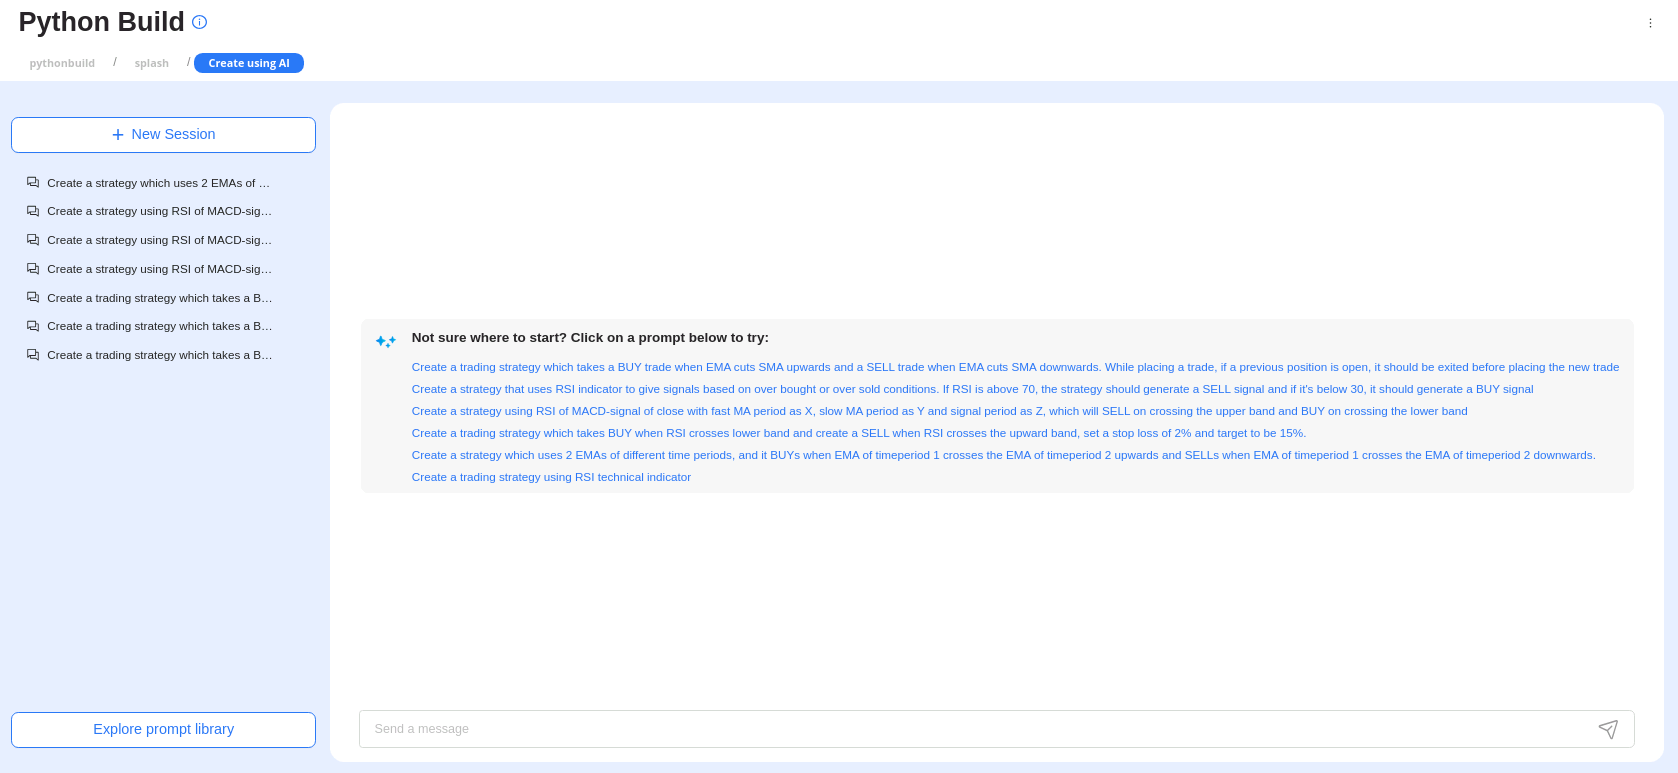 Python Build
pythonbuild / splash / Create using AI
+ New Session
Create a strategy which uses 2 EMAs of ...
Create a strategy using RSI of MACD-sig...
Create a strategy using RSI of MACD-sig...
Create a strategy using RSI of MACD-sig...
Create a trading strategy which takes a B...
Create a trading strategy which takes a B...
Create a trading strategy which takes a B...
Explore prompt library
Not sure where to start? Click on a prompt below to try:
Create a trading strategy which takes a BUY trade when EMA cuts SMA upwards and a SELL trade when EMA cuts SMA downwards. While placing a trade, if a previous position is open, it should be exited before placing the new trade
Create a strategy that uses RSI indicator to give signals based on over bought or over sold conditions. If RSI is above 70, the strategy should generate a SELL signal and if it's below 30, it should generate a BUY signal
Create a strategy using RSI of MACD-signal of close with fast MA period as X, slow MA period as Y and signal period as Z, which will SELL on crossing the upper band and BUY on crossing the lower band
Create a trading strategy which takes BUY when RSI crosses lower band and create a SELL when RSI crosses the upward band, set a stop loss of 2% and target to be 15%.
Create a strategy which uses 2 EMAs of different time periods, and it BUYs when EMA of timeperiod 1 crosses the EMA of timeperiod 2 upwards and SELLs when EMA of timeperiod 1 crosses the EMA of timeperiod 2 downwards.
Create a trading strategy using RSI technical indicator
Send a message